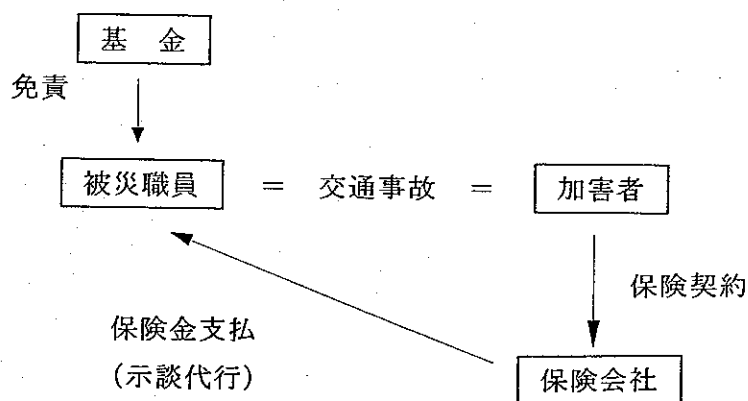 基 金
免責
被災職員 = 交通事故 = 加害者
保険契約
保険金支払
(示談代行)
保険会社